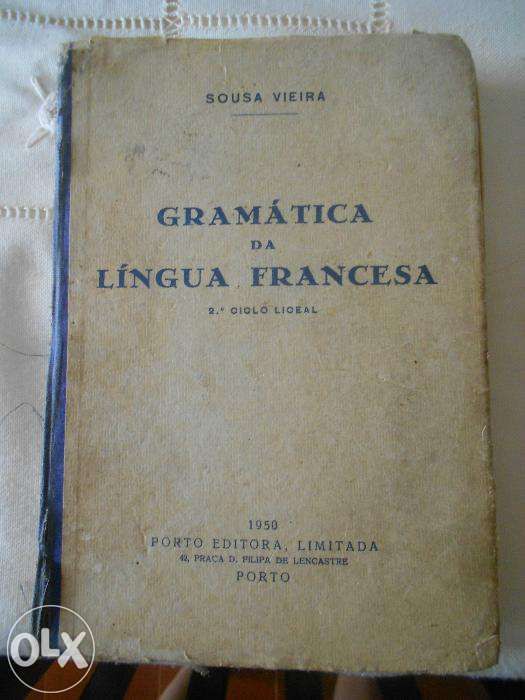 SOUSA VIEIRA
GRAMÁTICA
DA
LÍNGUA FRANCESA
2.º CICLO LICEAL
1950
PORTO EDITORA, LIMITADA
42, PRAÇA D. FILIPA DE LENCASTRE
PORTO
OLX